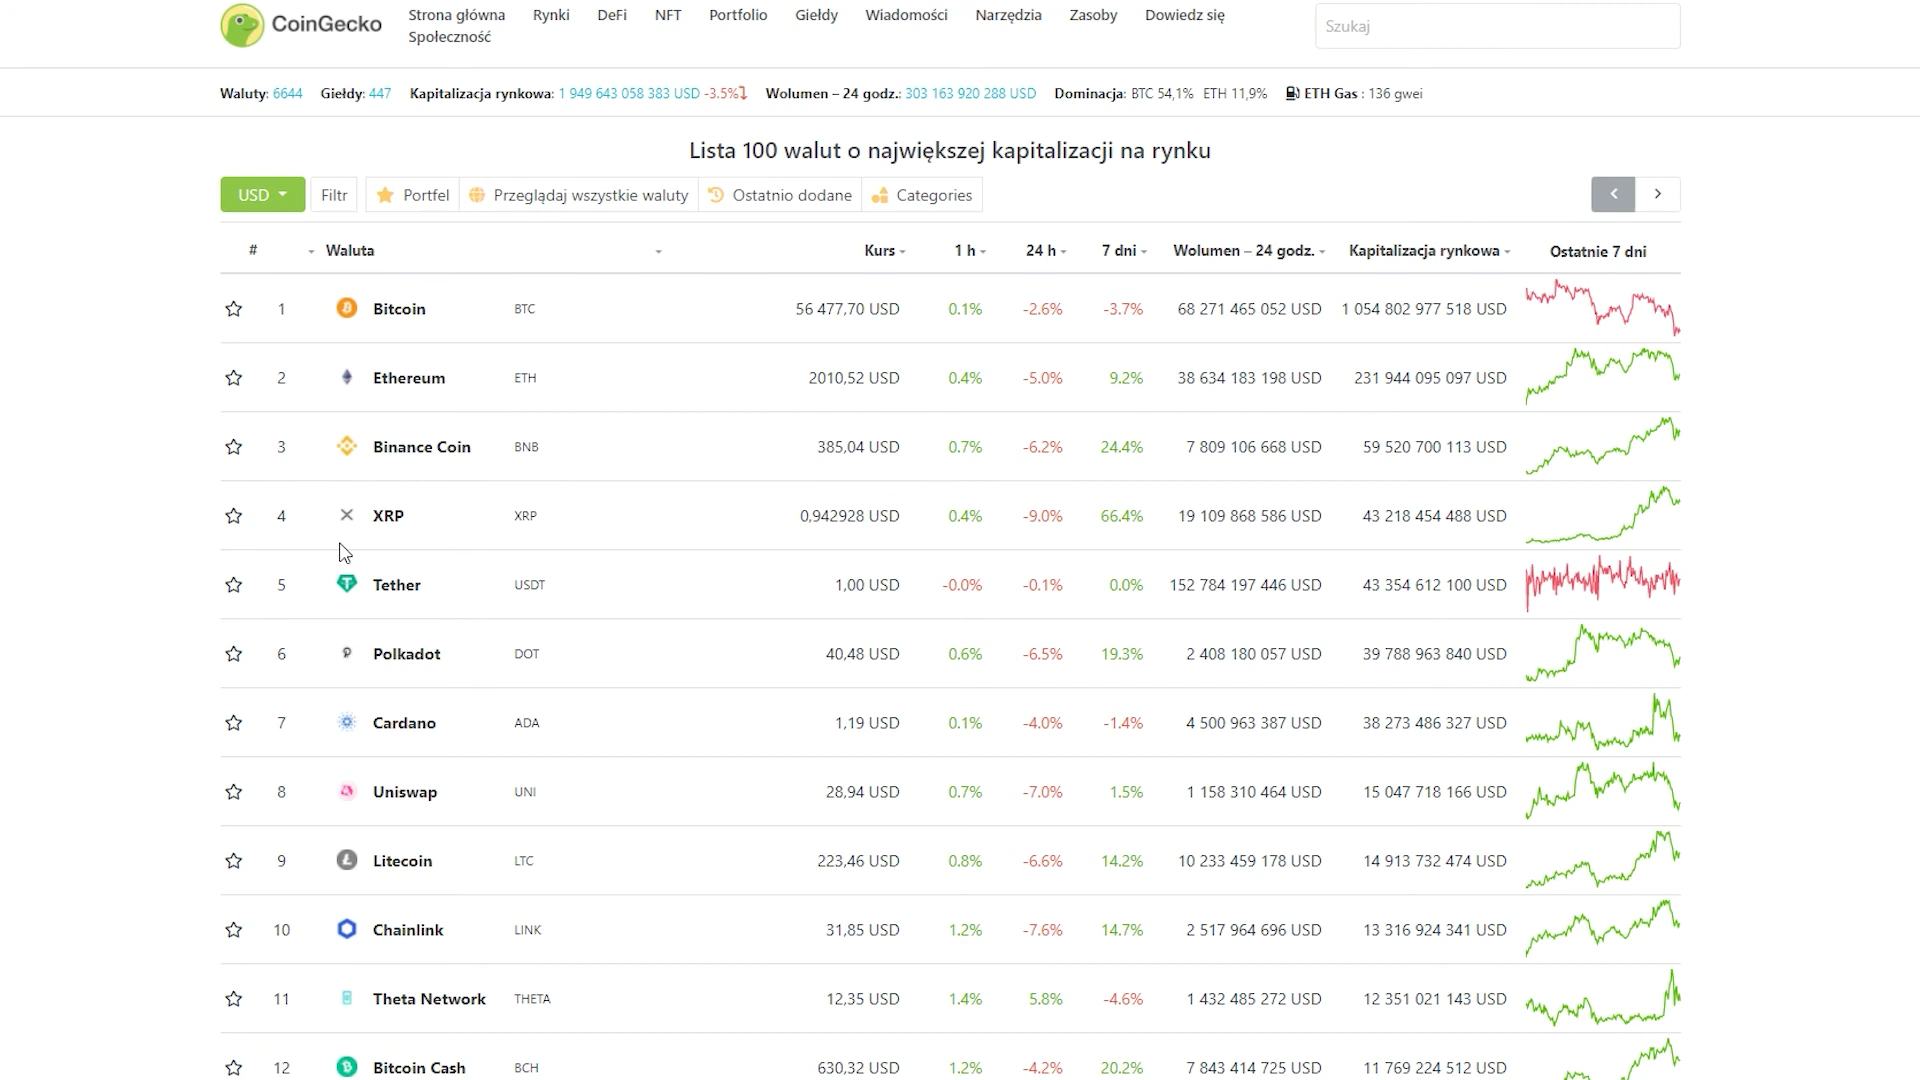 CoinGecko
Strona główna Rynki DeFi NFT Portfolio Giełdy Wiadomości Narzędzia Zasoby Dowiedz się
Społeczność
Szukaj
Waluty: 6644 Giełdy: 447 Kapitalizacja rynkowa: 1 949 643 058 383 USD -3.5% Wolumen – 24 godz.: 303 163 920 288 USD Dominacja: BTC 54,1% ETH 11,9% ETH Gas : 136 gwei
Lista 100 walut o największej kapitalizacji na rynku
USD Filtr Portfel Przeglądaj wszystkie waluty Ostatnio dodane Categories
# Waluta Kurs 1 h 24 h 7 dni Wolumen – 24 godz. Kapitalizacja rynkowa Ostatnie 7 dni
1 Bitcoin BTC 56 477,70 USD 0.1% -2.6% -3.7% 68 271 465 052 USD 1 054 802 977 518 USD
2 Ethereum ETH 2010,52 USD 0.4% -5.0% 9.2% 38 634 183 198 USD 231 944 095 097 USD
3 Binance Coin BNB 385,04 USD 0.7% -6.2% 24.4% 7 809 106 668 USD 59 520 700 113 USD
4 XRP XRP 0,942928 USD 0.4% -9.0% 66.4% 19 109 868 586 USD 43 218 454 488 USD
5 Tether USDT 1,00 USD -0.0% -0.1% 0.0% 152 784 197 446 USD 43 354 612 100 USD
6 Polkadot DOT 40,48 USD 0.6% -6.5% 19.3% 2 408 180 057 USD 39 788 963 840 USD
7 Cardano ADA 1,19 USD 0.1% -4.0% -1.4% 4 500 963 387 USD 38 273 486 327 USD
8 Uniswap UNI 28,94 USD 0.7% -7.0% 1.5% 1 158 310 464 USD 15 047 718 166 USD
9 Litecoin LTC 223,46 USD 0.8% -6.6% 14.2% 10 233 459 178 USD 14 913 732 474 USD
10 Chainlink LINK 31,85 USD 1.2% -7.6% 14.7% 2 517 964 696 USD 13 316 924 341 USD
11 Theta Network THETA 12,35 USD 1.4% 5.8% -4.6% 1 432 485 272 USD 12 351 021 143 USD
12 Bitcoin Cash BCH 630,32 USD 1.2% -4.2% 20.2% 7 843 414 725 USD 11 769 224 512 USD